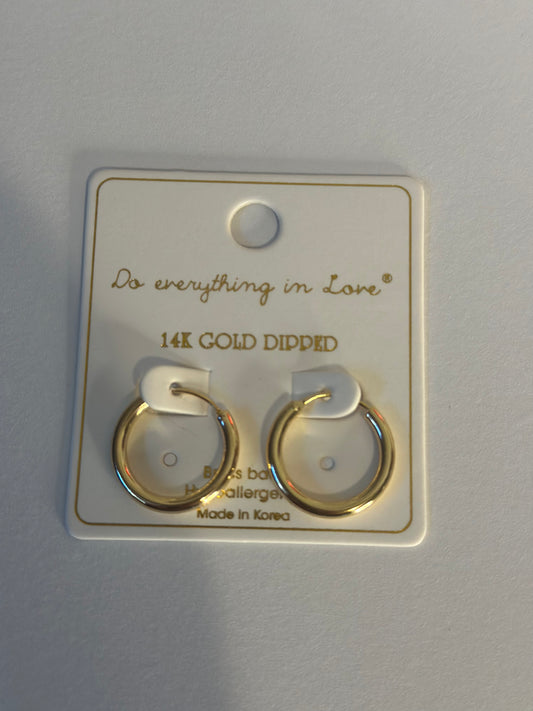 Do everything in Love®
14K GOLD DIPPED
Made in Korea